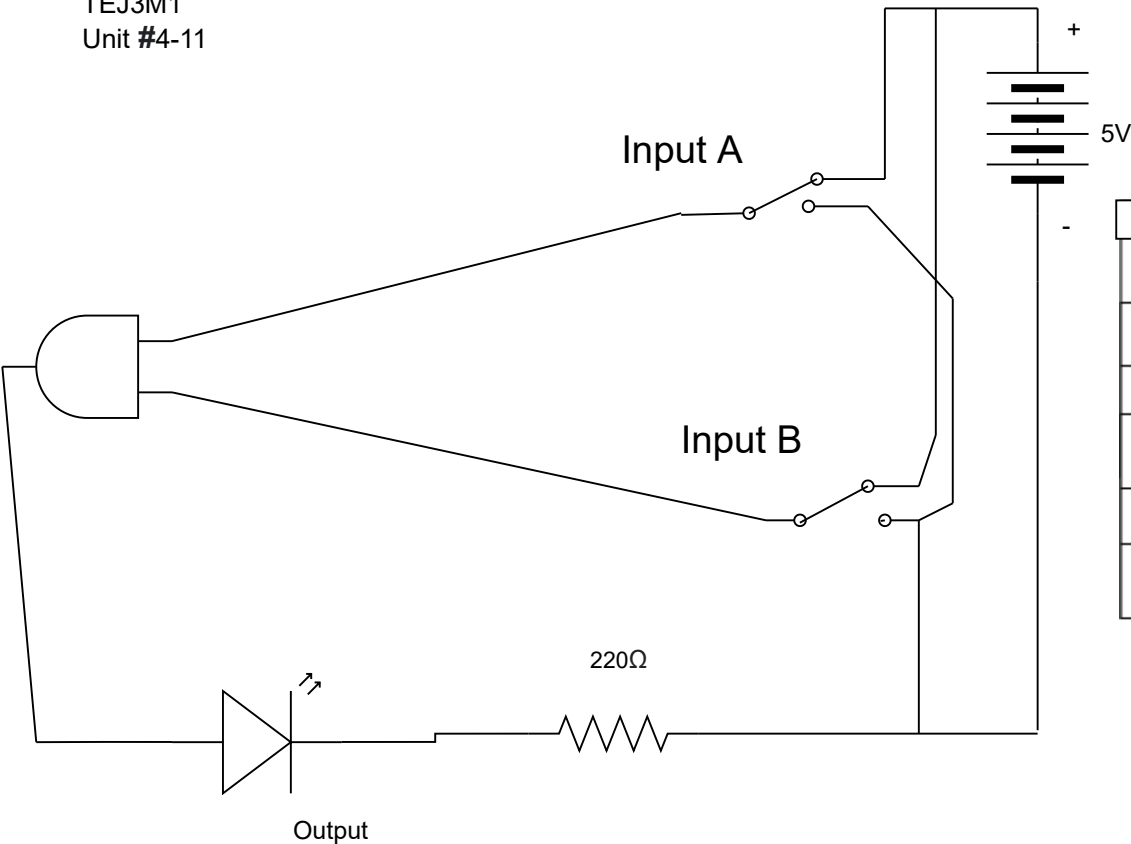 TEJ3M1
Unit #4-11
+
5V
Input A
-
Input B
220Ω
Output